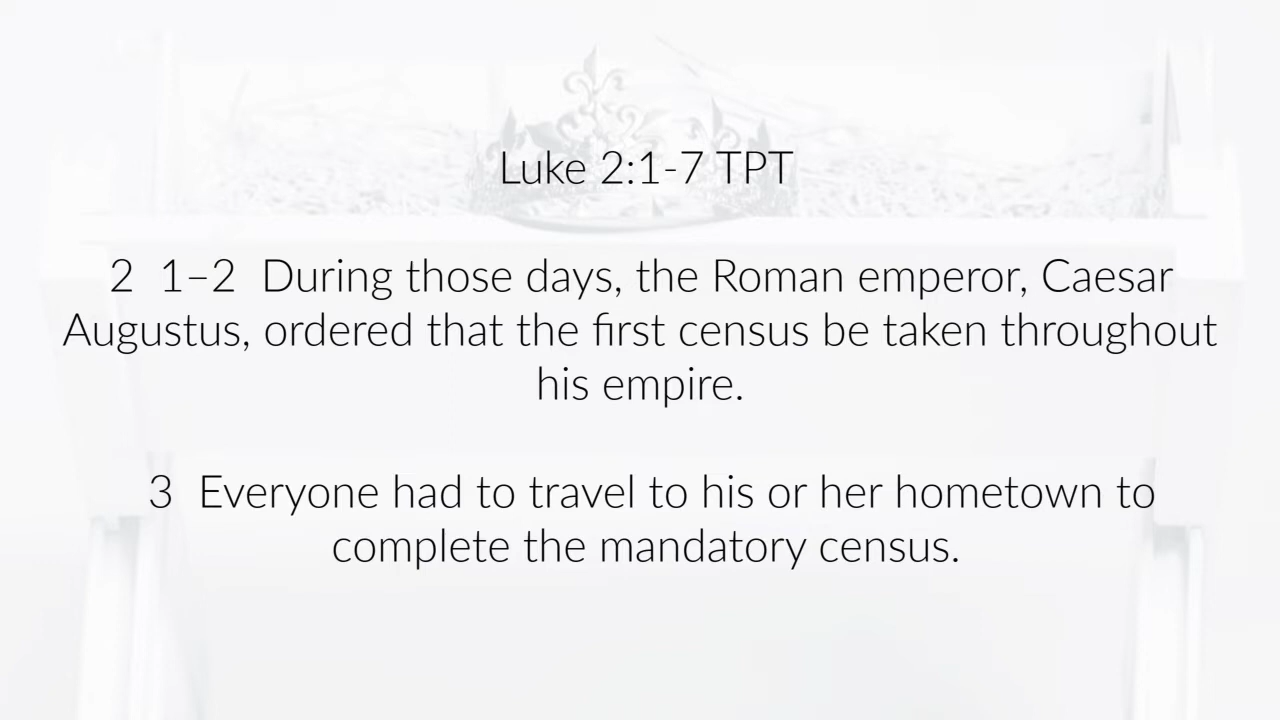 Luke 2:1-7 TPT
2  1–2  During those days, the Roman emperor, Caesar
Augustus, ordered that the first census be taken throughout
his empire.
3  Everyone had to travel to his or her hometown to
complete the mandatory census.